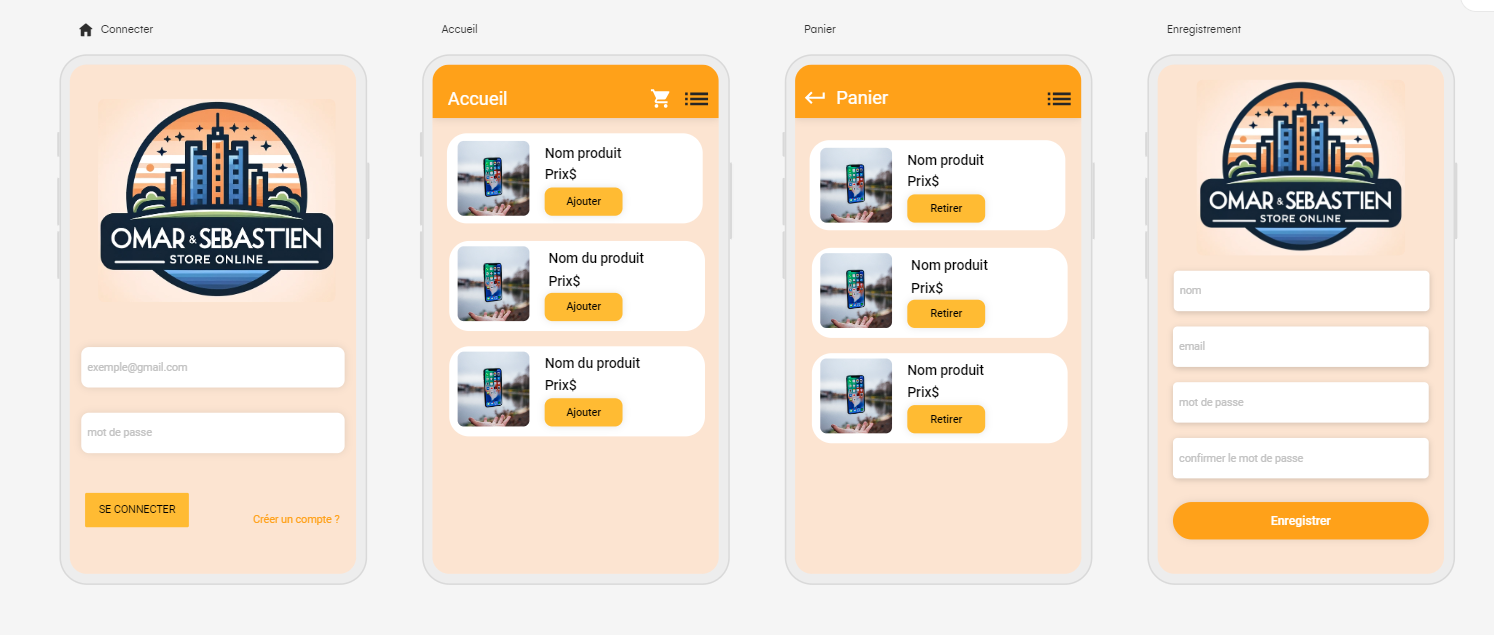 Connecter
OMAR & SEBASTIEN
STORE ONLINE
exemple@gmail.com
mot de passe
SE CONNECTER
Créer un compte ?
Accueil
Accueil
Nom produit
Prix$
Ajouter
Nom du produit
Prix$
Ajouter
Nom du produit
Prix$
Ajouter
Panier
Panier
Nom produit
Prix$
Retirer
Nom produit
Prix$
Retirer
Nom produit
Prix$
Retirer
Enregistrement
OMAR & SEBASTIEN
STORE ONLINE
nom
email
mot de passe
confirmer le mot de passe
Enregistrer